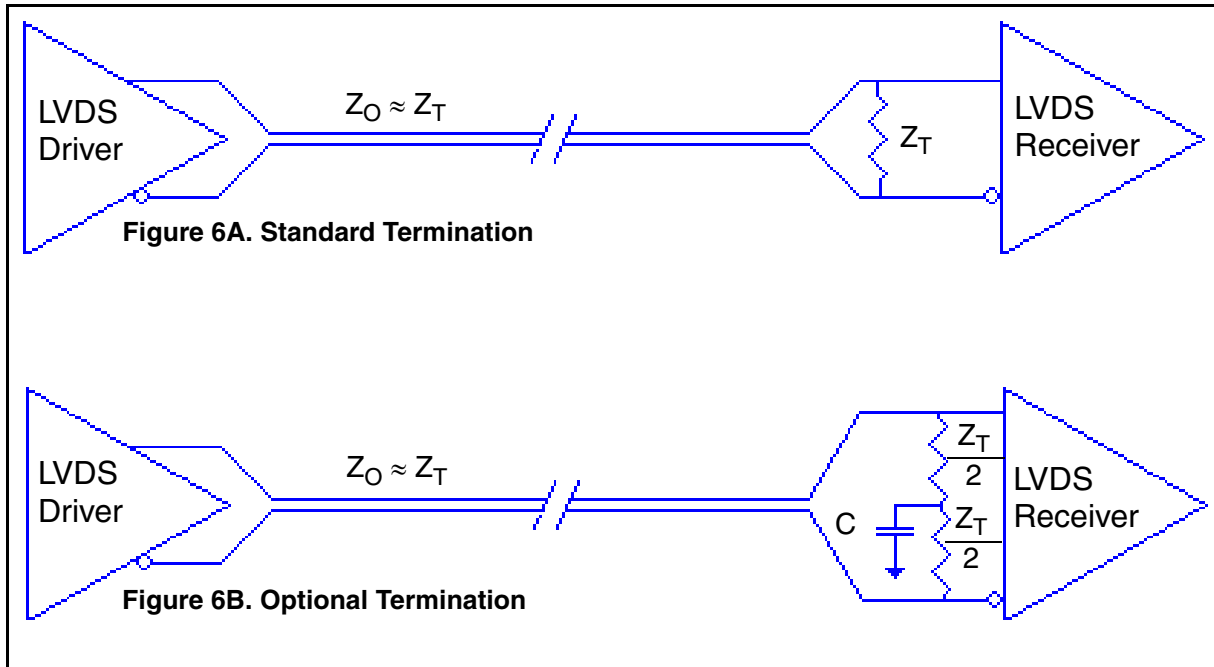 LVDS
Driver
Z_O ≈ Z_T
Z_T
LVDS
Receiver
Figure 6A. Standard Termination
LVDS
Driver
Z_O ≈ Z_T
C
Z_T
2
Z_T
2
LVDS
Receiver
Figure 6B. Optional Termination